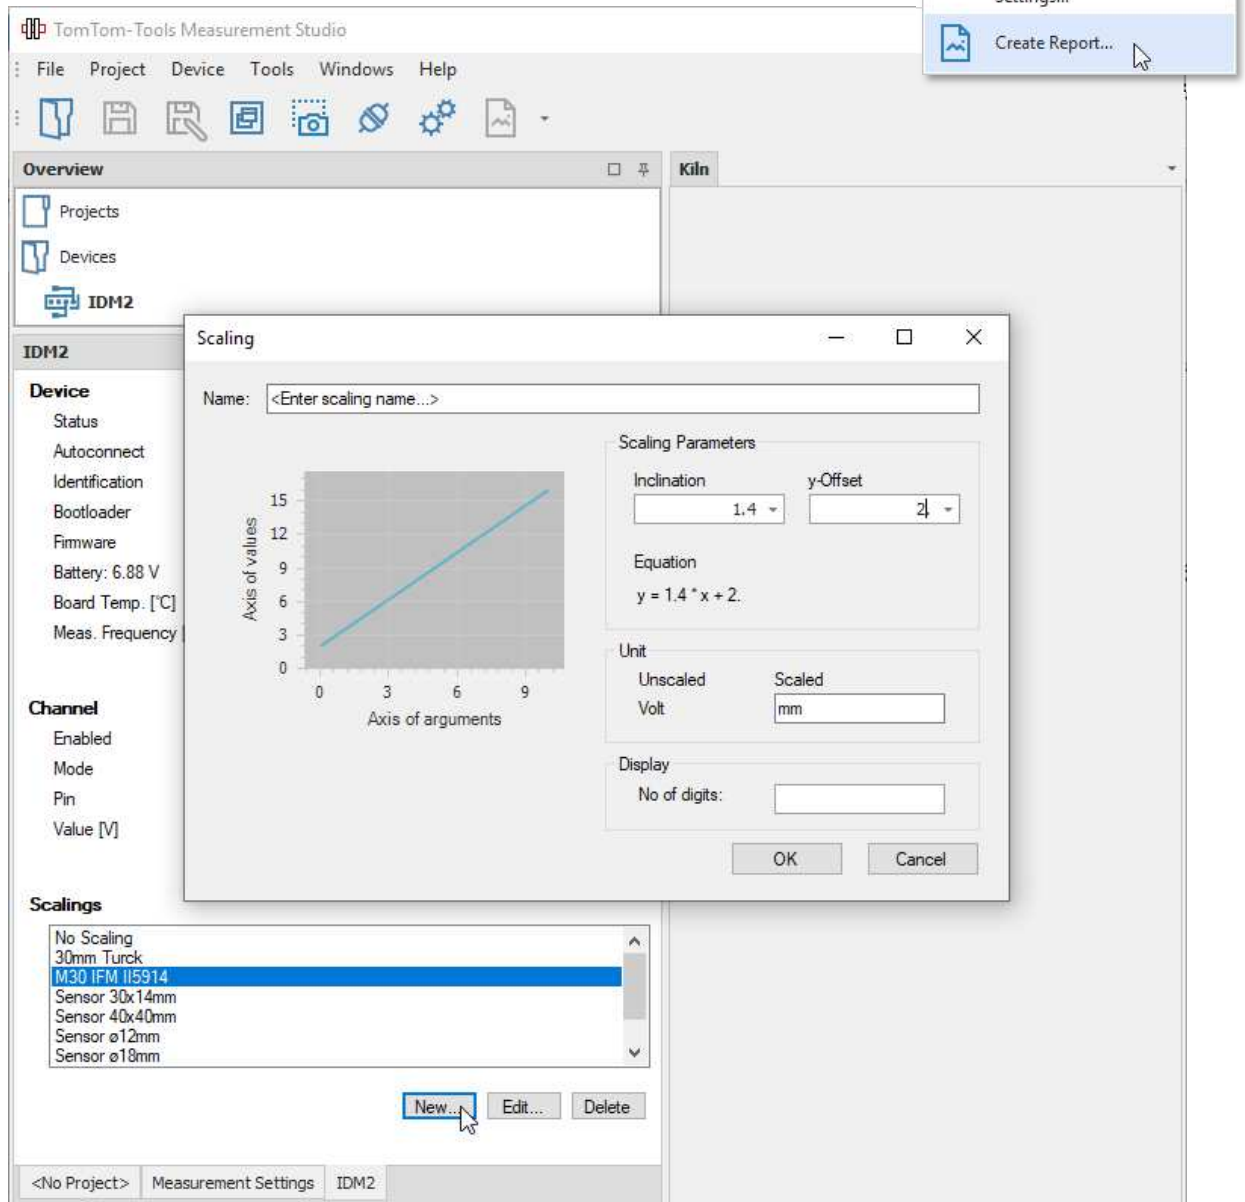 Settings...
Create Report...
TomTom-Tools Measurement Studio
File Project Device Tools Windows Help
Overview
Kiln
Projects
Devices
IDM2
IDM2
Device
Status
Autoconnect
Identification
Bootloader
Firmware
Battery: 6.88 V
Board Temp. [°C]
Meas. Frequency
Channel
Enabled
Mode
Pin
Value [V]
Scaling
Name: <Enter scaling name...>
15
12
9
6
3
0
0 3 6 9
Axis of values
Axis of arguments
Scaling Parameters
Inclination y-Offset
1.4 2
Equation
y = 1.4 * x + 2.
Unit
Unscaled Scaled
Volt mm
Display
No of digits:
OK Cancel
Scalings
No Scaling
30mm Turck
M30 IFM II5914
Sensor 30x14mm
Sensor 40x40mm
Sensor ø12mm
Sensor ø18mm
New... Edit... Delete
<No Project> Measurement Settings IDM2